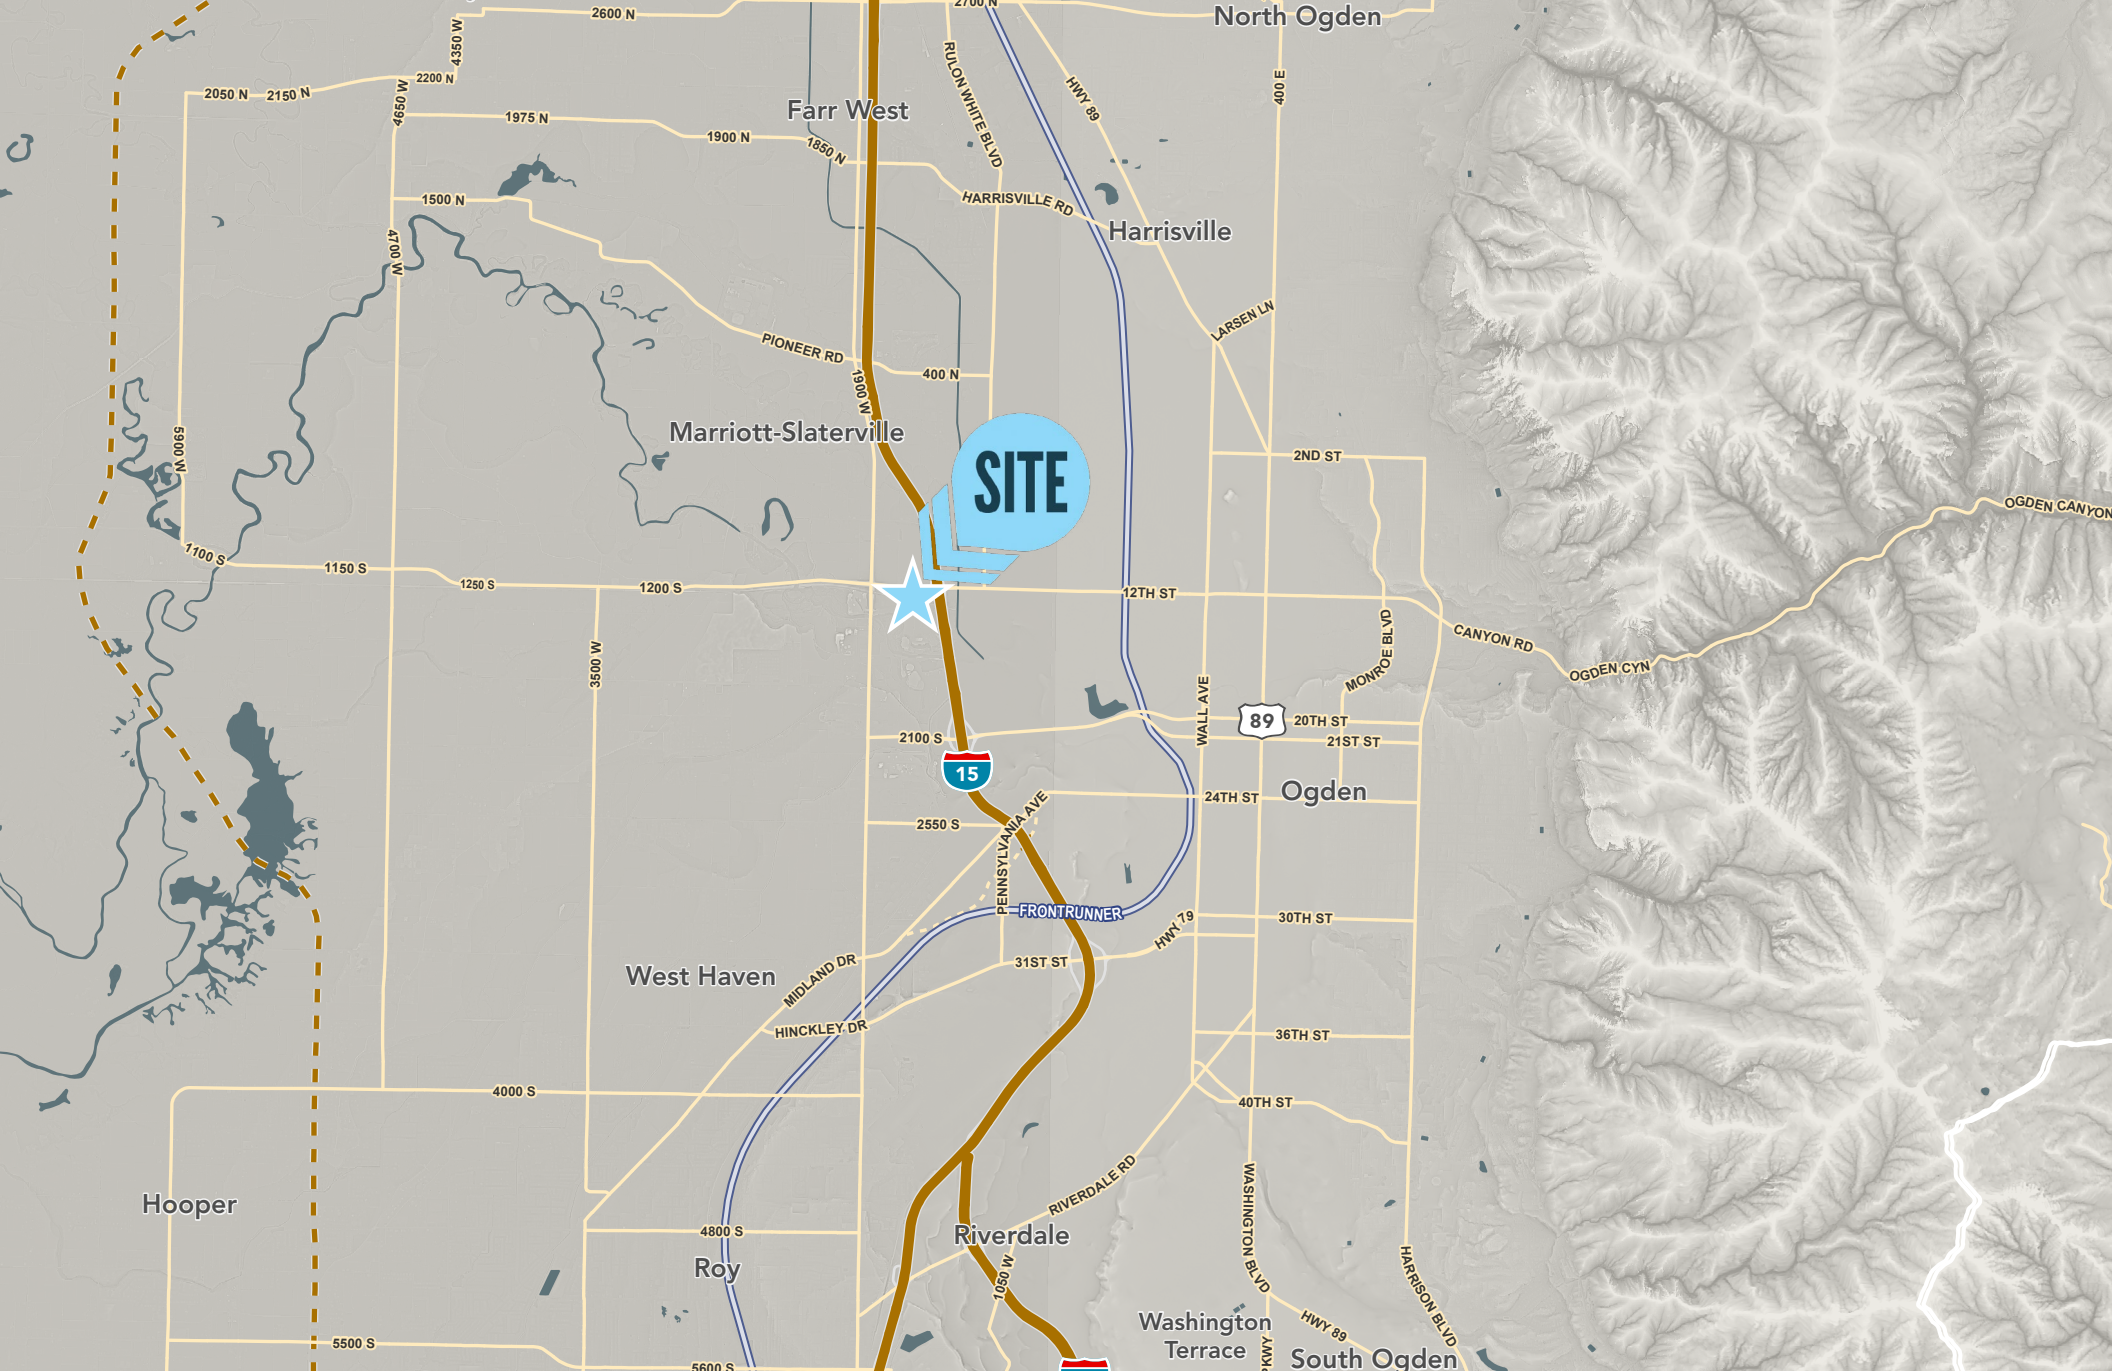 2700 N
2600 N
North Ogden
4350 W
RULON WHITE BLVD
HWY 89
400 E
2200 N
2050 N
2150 N
4650 W
Farr West
1975 N
1900 N
1850 N
1500 N
HARRISVILLE RD
Harrisville
4700 W
LARSEN LN
PIONEER RD
400 N
1900 W
Marriott-Slaterville
5900 W
2ND ST
SITE
OGDEN CANYON
1100 S
1150 S
1250 S
1200 S
12TH ST
CANYON RD
MONROE BLVD
OGDEN CYN
3500 W
WALL AVE
89
20TH ST
2100 S
21ST ST
15
Ogden
24TH ST
2550 S
PENNSYLVANIA AVE
FRONTRUNNER
HWY 79
30TH ST
MIDLAND DR
31ST ST
West Haven
HINCKLEY DR
36TH ST
4000 S
40TH ST
RIVERDALE RD
WASHINGTON BLVD
Hooper
4800 S
Riverdale
Roy
1050 W
HARRISON BLVD
Washington
Terrace
HWY 89
5500 S
PKWY
South Ogden
5600 S